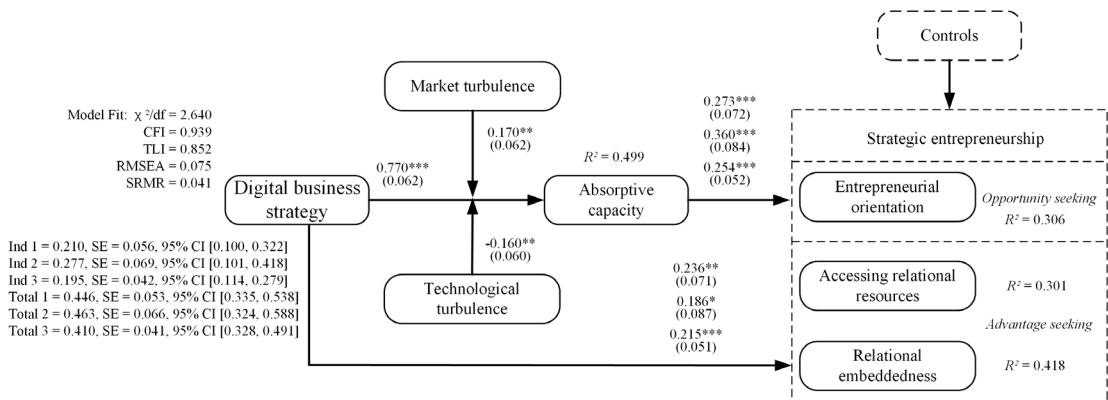 Controls
Market turbulence
Model Fit: χ²/df = 2.640
CFI = 0.939
TLI = 0.852
RMSEA = 0.075
SRMR = 0.041
0.170**
(0.062)
0.770***
(0.062)
R² = 0.499
0.273***
(0.072)
0.360***
(0.084)
0.254***
(0.052)
Strategic entrepreneurship
Digital business
strategy
Absorptive
capacity
Entrepreneurial
orientation
Opportunity seeking
R² = 0.306
Ind 1 = 0.210, SE = 0.056, 95% CI [0.100, 0.322]
Ind 2 = 0.277, SE = 0.069, 95% CI [0.101, 0.418]
Ind 3 = 0.195, SE = 0.042, 95% CI [0.114, 0.279]
Total 1 = 0.446, SE = 0.053, 95% CI [0.335, 0.538]
Total 2 = 0.463, SE = 0.066, 95% CI [0.324, 0.588]
Total 3 = 0.410, SE = 0.041, 95% CI [0.328, 0.491]
-0.160**
(0.060)
Technological
turbulence
0.236**
(0.071)
0.186*
(0.087)
0.215***
(0.051)
Accessing relational
resources
R² = 0.301
Advantage seeking
Relational
embeddedness
R² = 0.418